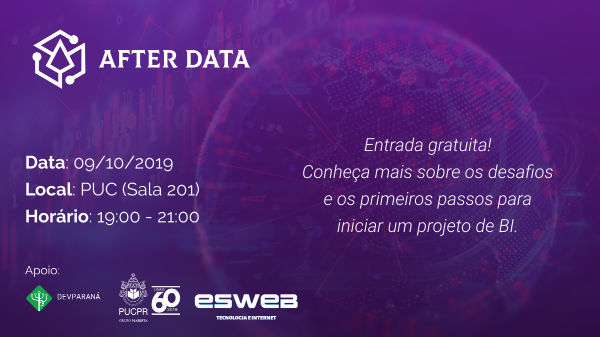 AFTER DATA
Data: 09/10/2019
Local: PUC (Sala 201)
Horário: 19:00 - 21:00
Entrada gratuita!
Conheça mais sobre os desafios
e os primeiros passos para
iniciar um projeto de BI.
Apoio:
DEVPARANÁ
PUCPR
GRUPO MARISTA
60
esweb
TECNOLOGIA E INTERNET